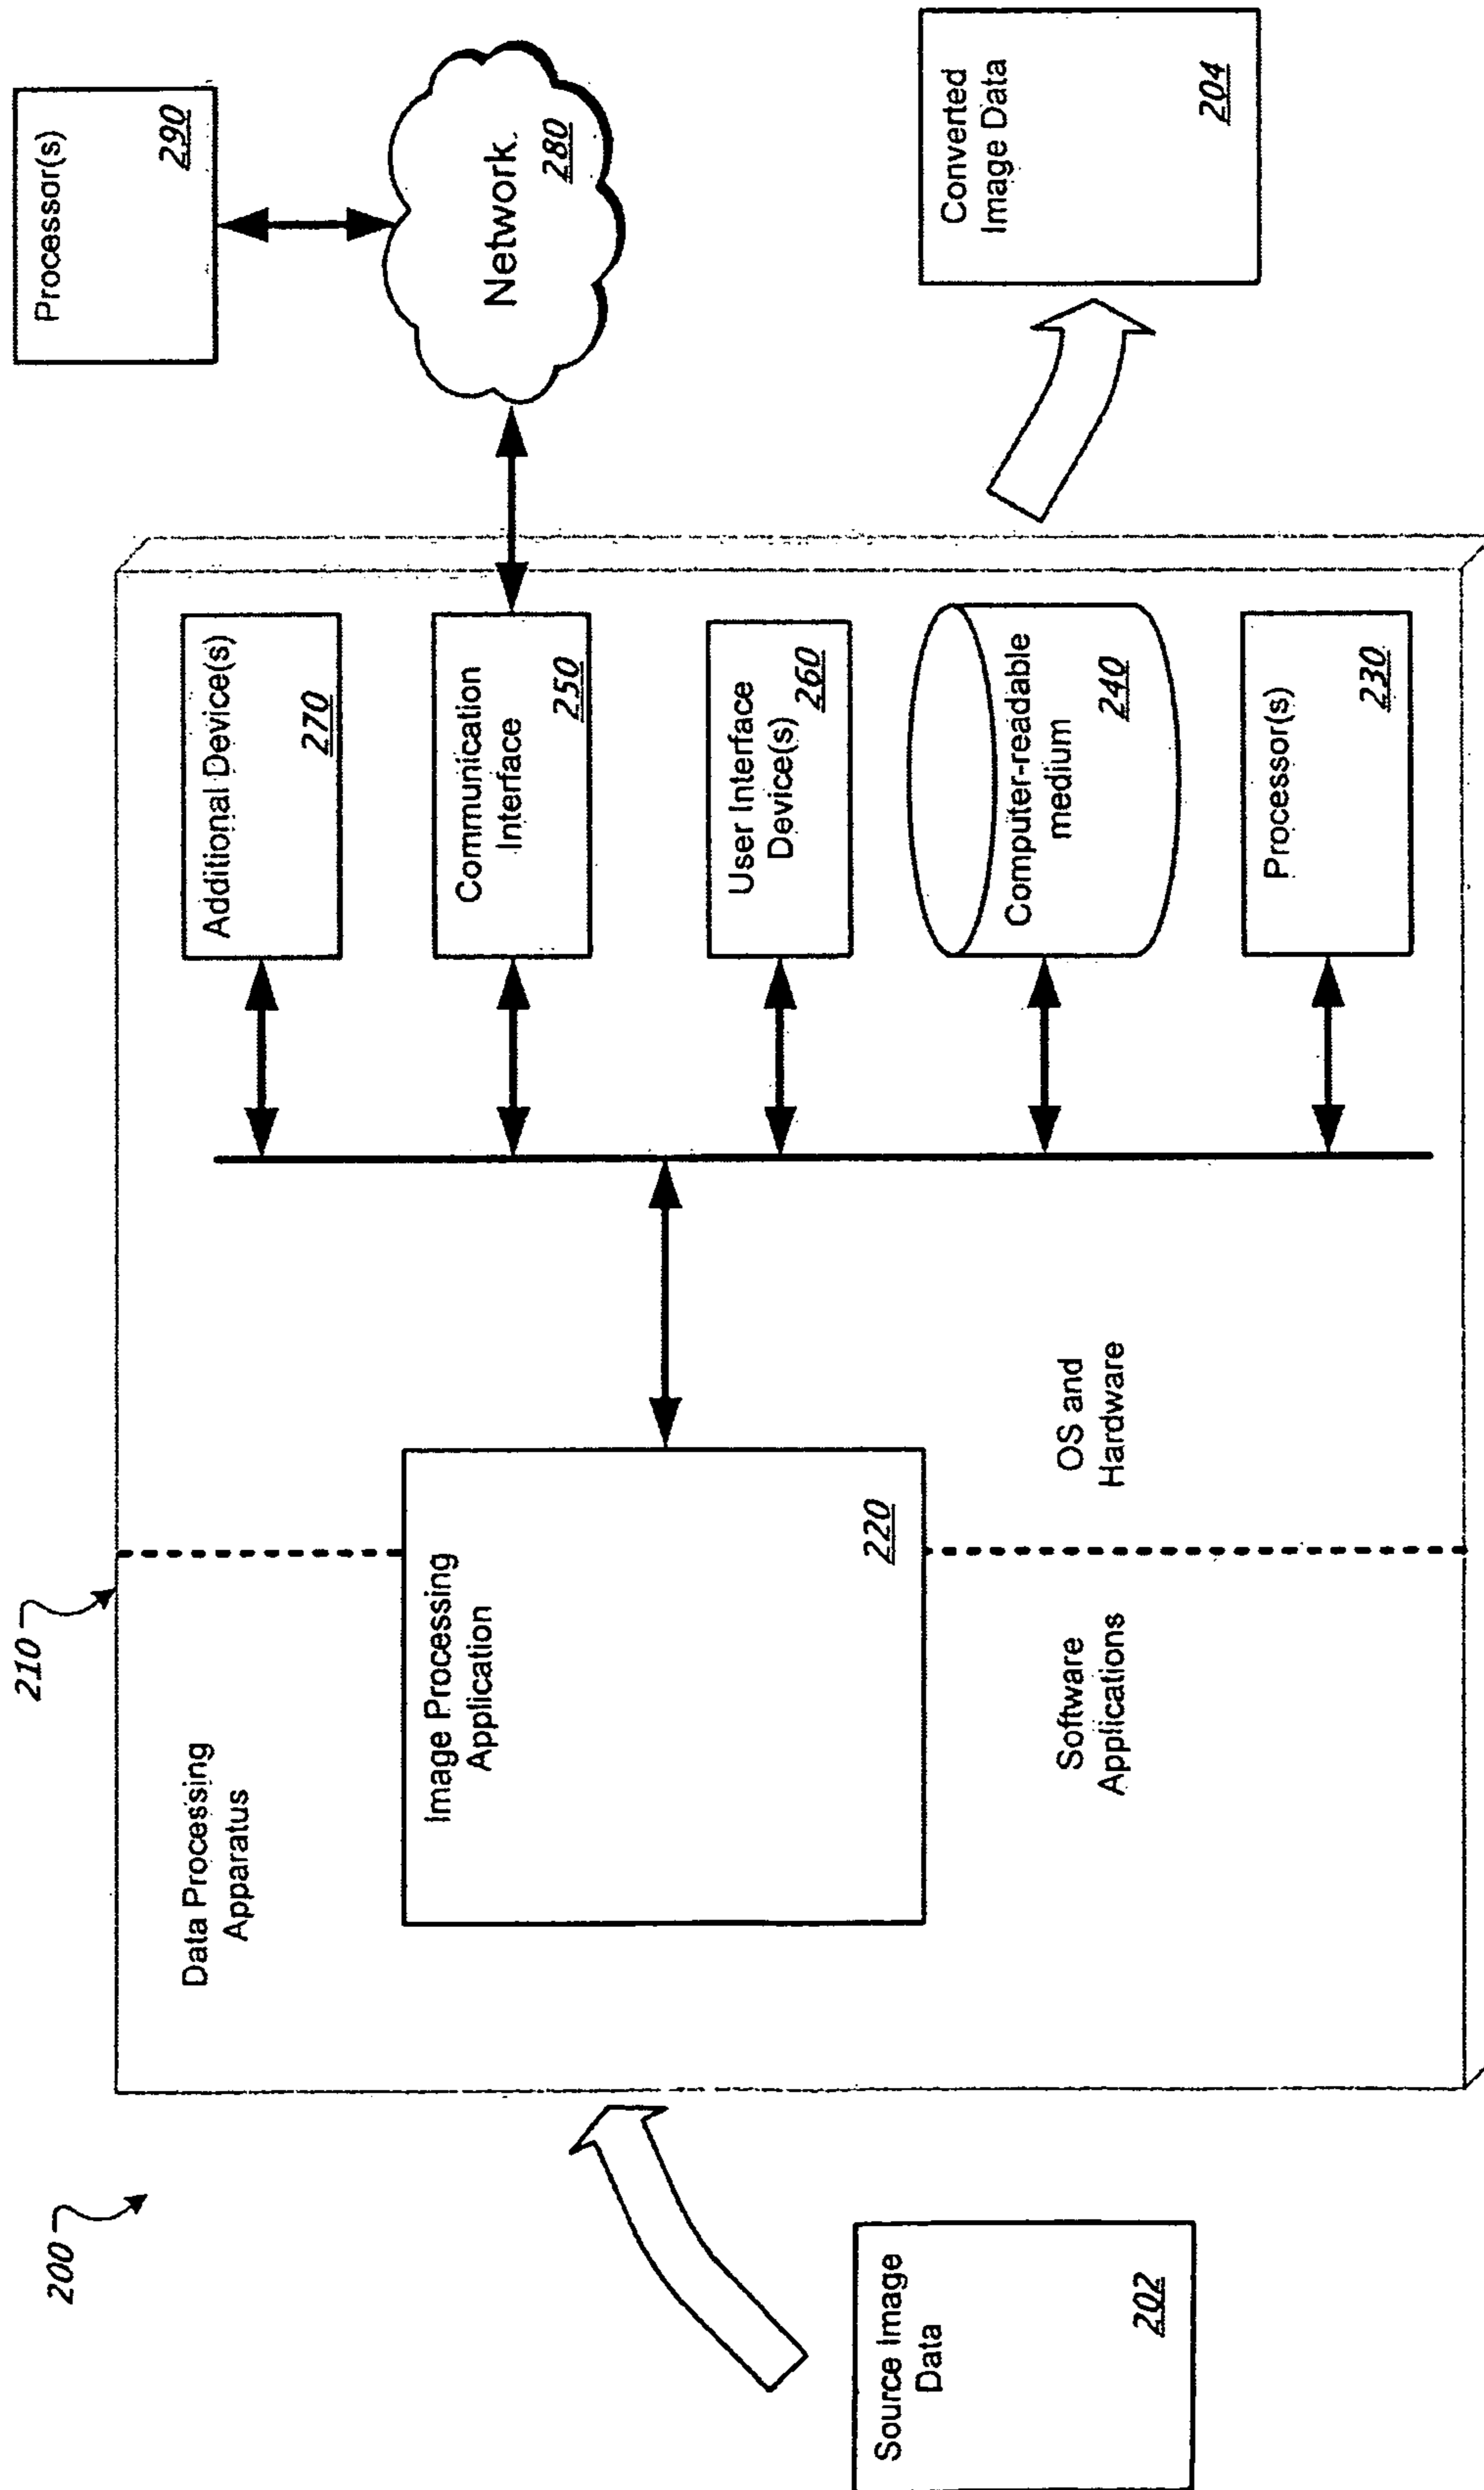 200
210
Data Processing
Apparatus
Image Processing
Application
220
Software
Applications
OS and
Hardware
Additional Device(s)
270
Communication
Interface
250
User Interface
Device(s)
260
Computer-readable
medium
240
Processor(s)
230
Processor(s)
290
Network.
280
Source Image
Data
202
Converted
Image Data
204